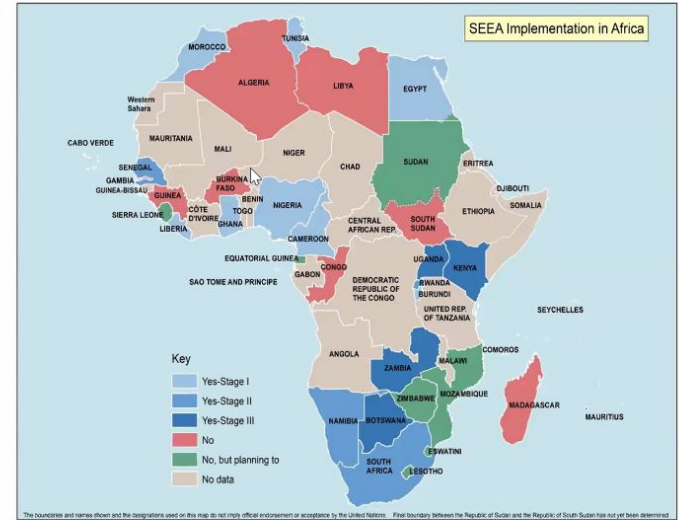 SEEA Implementation in Africa
MOROCCO
TUNISIA
ALGERIA
LIBYA
EGYPT
Western
Sahara
MAURITANIA
MALI
NIGER
CHAD
SUDAN
ERITREA
CABO VERDE
SENEGAL
GAMBIA
GUINEA-BISSAU
GUINEA
BURKINA
FASO
BENIN
SIERRA LEONE
CÔTE
D'IVOIRE
TOGO
GHANA
LIBERIA
NIGERIA
CAMEROON
CENTRAL
AFRICAN REP.
SOUTH
SUDAN
DJIBOUTI
SOMALIA
ETHIOPIA
EQUATORIAL GUINEA
GABON
CONGO
SAO TOME AND PRINCIPE
DEMOCRATIC
REPUBLIC OF
THE CONGO
UGANDA
KENYA
RWANDA
BURUNDI
UNITED REP.
OF TANZANIA
SEYCHELLES
COMOROS
ANGOLA
ZAMBIA
MALAWI
MOZAMBIQUE
ZIMBABWE
MADAGASCAR
MAURITIUS
NAMIBIA
BOTSWANA
ESWATINI
SOUTH
AFRICA
LESOTHO
Key
Yes-Stage I
Yes-Stage II
Yes-Stage III
No
No, but planning to
No data
The boundaries and names shown and the designations used on this map do not imply official endorsement or acceptance by the United Nations. Final boundary between the Republic of Sudan and the Republic of South Sudan has not yet been determined.